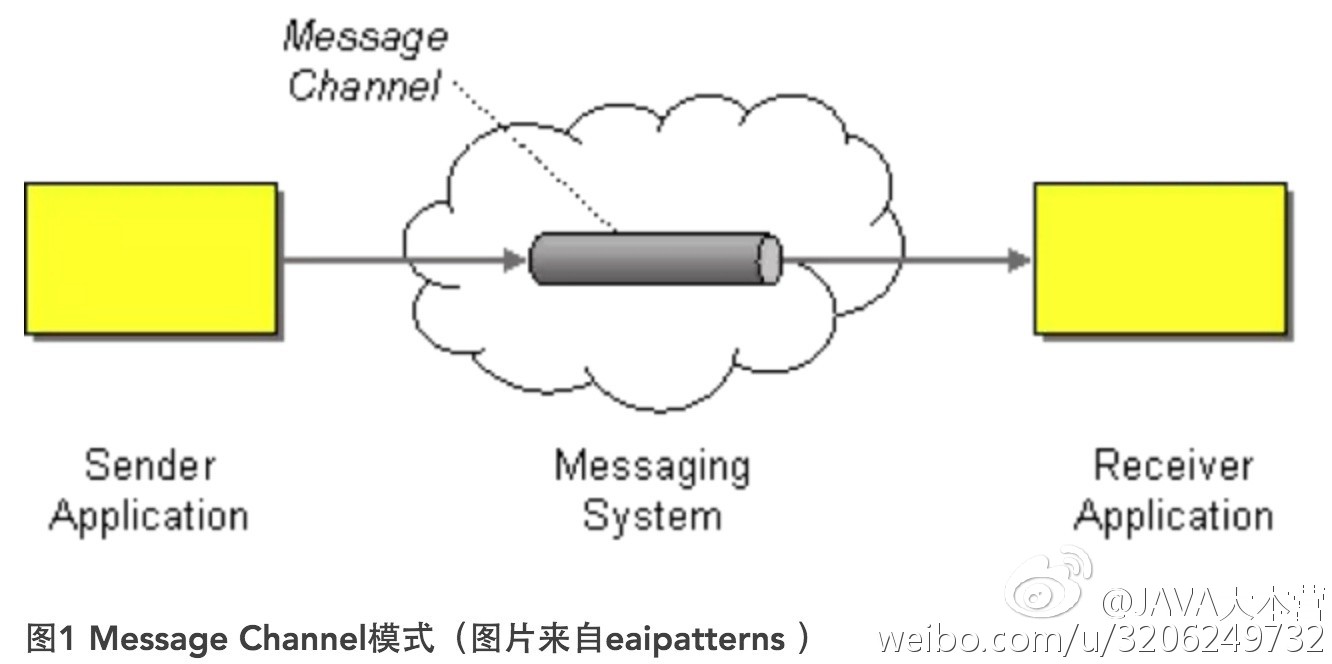 Message
Channel
Sender
Application
Messaging
System
Receiver
Application
@JAVA大本营
图1 Message Channel模式（图片来自eaipatterns ）
weibo.com/u/3206249732